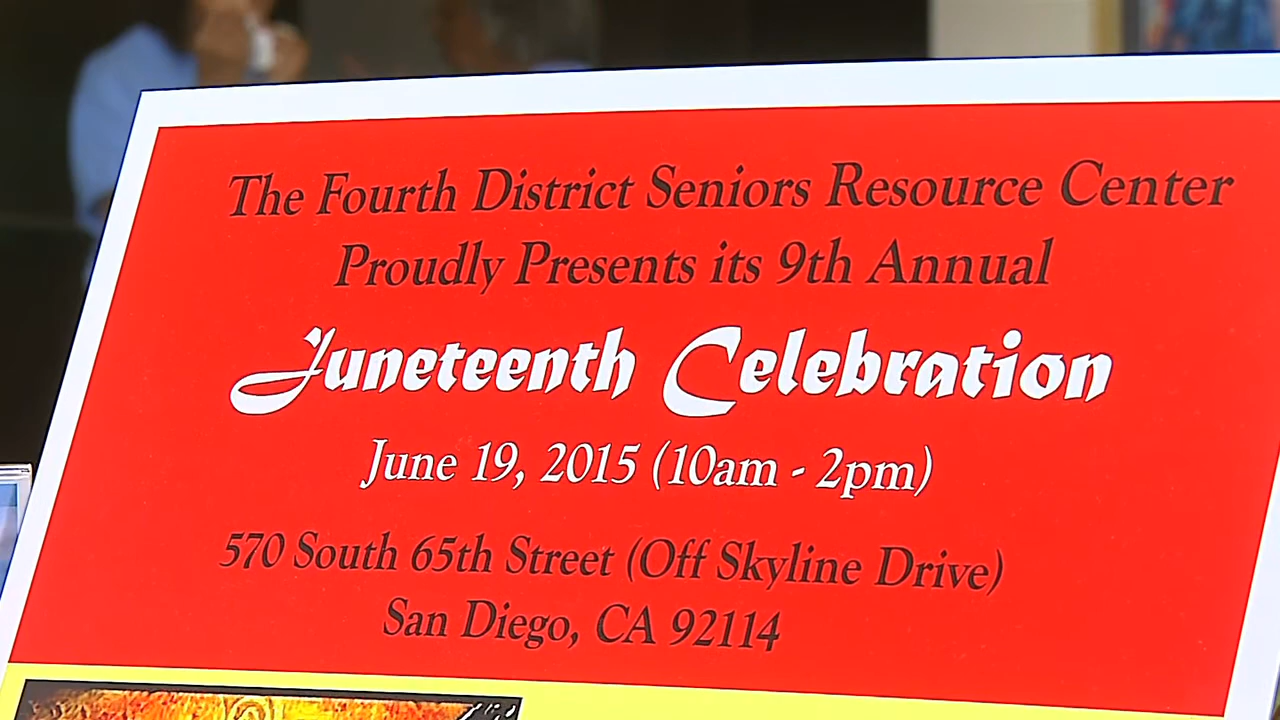 The Fourth District Seniors Resource Center
Proudly Presents its 9th Annual
Juneteenth Celebration
June 19, 2015 (10am - 2pm)
570 South 65th Street (Off Skyline Drive)
San Diego, CA 92114